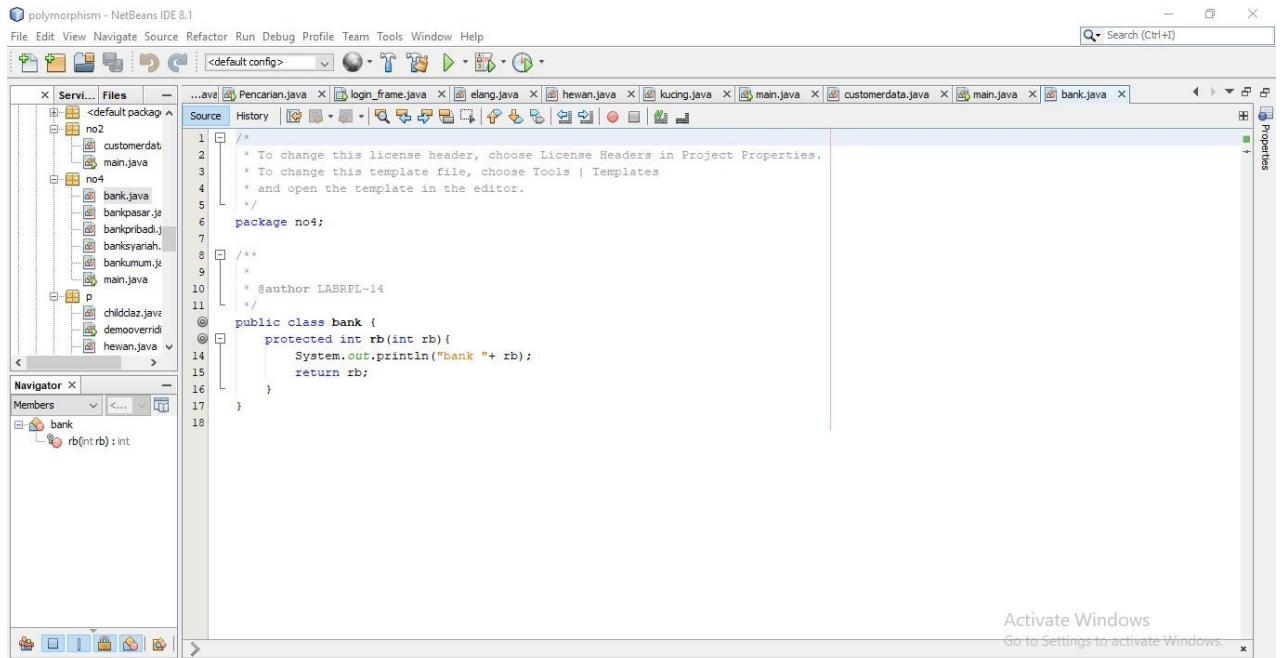 polymorphism - NetBeans IDE 8.1
File Edit View Navigate Source Refactor Run Debug Profile Team Tools Window Help
Search (Ctrl+I)
<default config>
Servi... Files
<default packag
no2
customerdat
main.java
no4
bank.java
bankpasar.ja
bankpribadi.j
banksyariah.
bankumum.ja
main.java
p
childclaz.java
demooverridi
hewan.java
Navigator
Members <...
bank
rb(int rb) : int
...ava Pencarian.java login_frame.java elang.java hewan.java kucing.java main.java customerdata.java main.java bank.java
Source History
1 /*
2 * To change this license header, choose License Headers in Project Properties.
3 * To change this template file, choose Tools | Templates
4 * and open the template in the editor.
5 */
6 package no4;
7
8 /**
9 *
10 * @author LABRPL-14
11 */
public class bank {
protected int rb(int rb){
14 System.out.println("bank "+ rb);
15 return rb;
16 }
17 }
18
Properties
Activate Windows
Go to Settings to activate Windows.